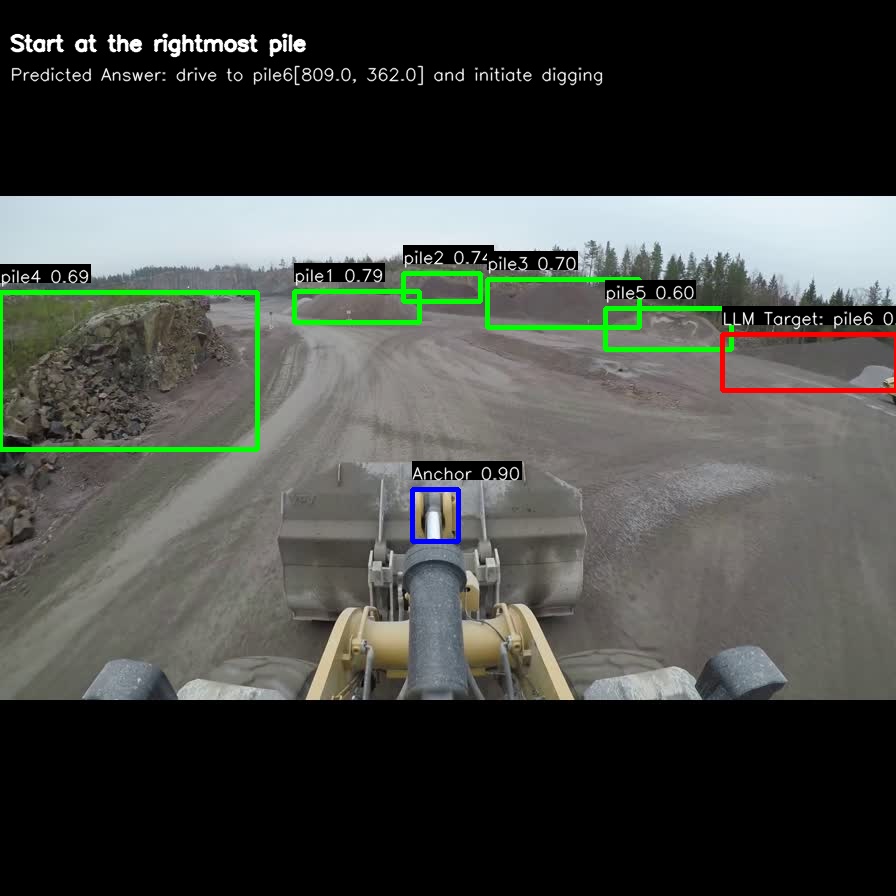 Start at the rightmost pile
Predicted Answer: drive to pile6[809.0, 362.0] and initiate digging
pile2 0.74
pile3 0.70
pile4 0.69
pile1 0.79
pile5 0.60
LLM Target: pile6 0
Anchor 0.90